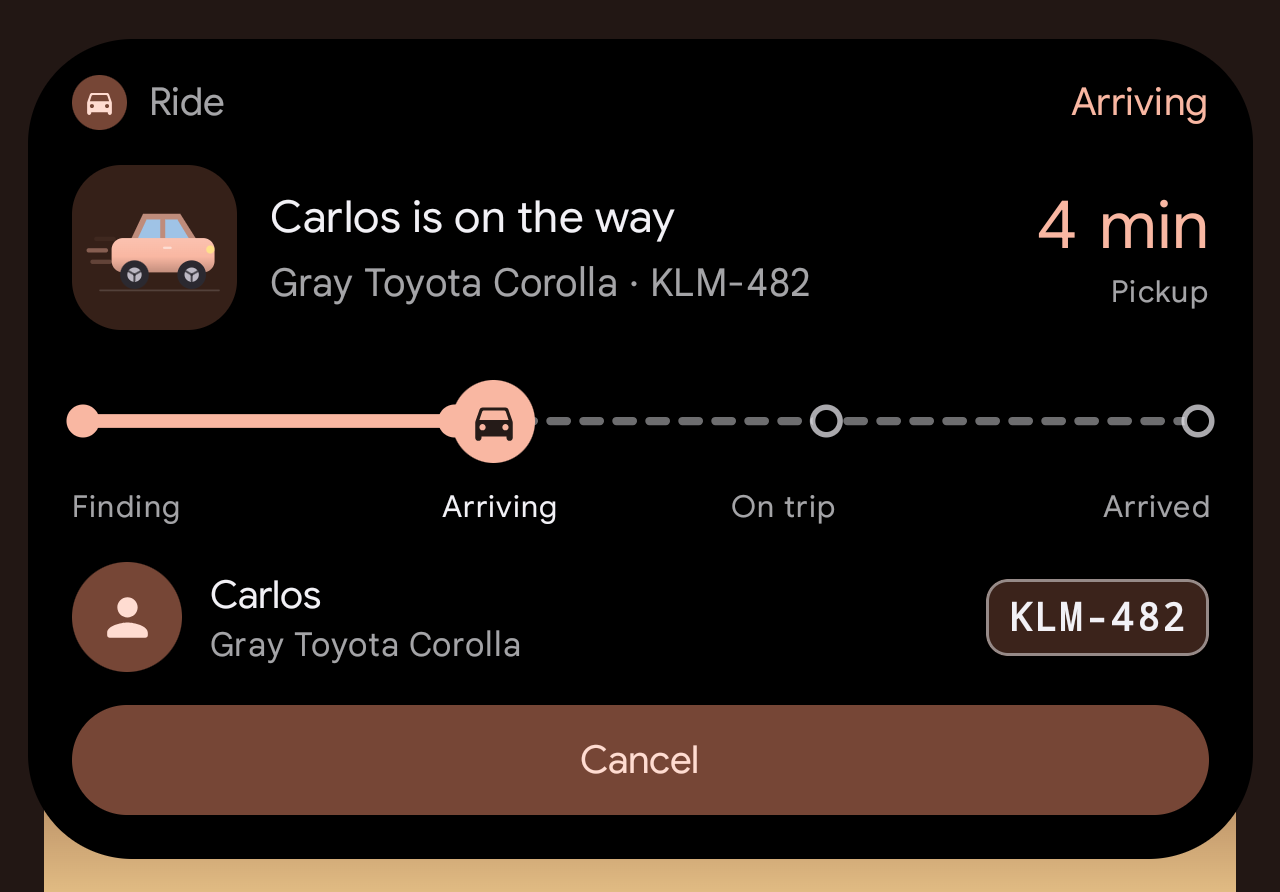 Ride
Arriving
Carlos is on the way
Gray Toyota Corolla · KLM-482
4 min
Pickup
Finding
Arriving
On trip
Arrived
Carlos
Gray Toyota Corolla
KLM-482
Cancel